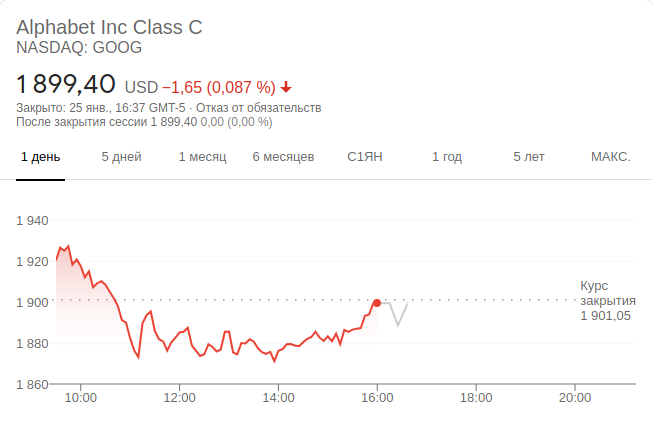 Alphabet Inc Class C
NASDAQ: GOOG
1 899,40 USD −1,65 (0,087 %)
Закрыто: 25 янв., 16:37 GMT-5 · Отказ от обязательств
После закрытия сессии 1 899,40 0,00 (0,00 %)
1 день 5 дней 1 месяц 6 месяцев С1ЯН 1 год 5 лет МАКС.
1 940
1 920
1 900
1 880
1 860
Курс
закрытия
1 901,05
10:00 12:00 14:00 16:00 18:00 20:00